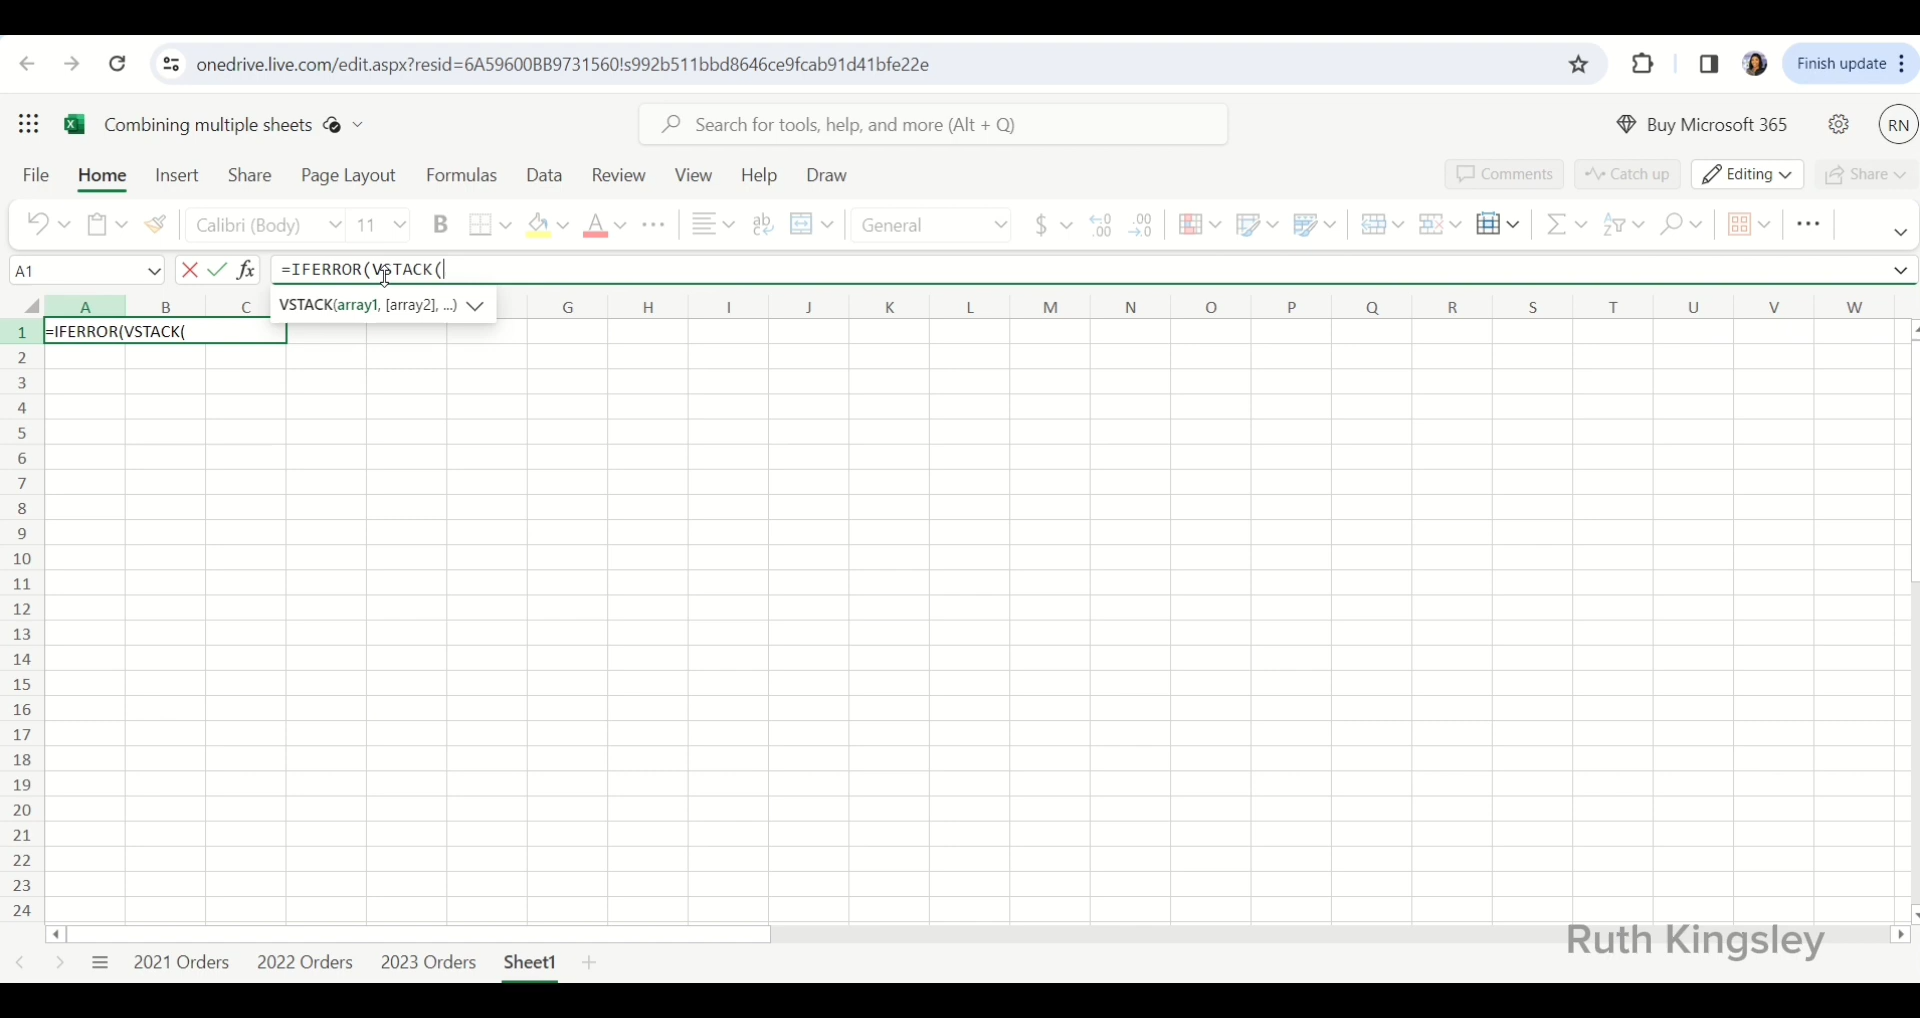 onedrive.live.com/edit.aspx?resid=6A59600BB9731560!s992b511bbd8646ce9fcab91d41bfe22e
Finish update
Combining multiple sheets
Search for tools, help, and more (Alt + Q)
Buy Microsoft 365
RN
File Home Insert Share Page Layout Formulas Data Review View Help Draw
Comments Catch up Editing Share
Calibri (Body) 11 B A ab General $ .00
A1 fx =IFERROR(VSTACK(
VSTACK(array1, [array2], ...)
A B C G H I J K L M N O P Q R S T U V W
1 =IFERROR(VSTACK(
2
3
4
5
6
7
8
9
10
11
12
13
14
15
16
17
18
19
20
21
22
23
24
Ruth Kingsley
2021 Orders 2022 Orders 2023 Orders Sheet1